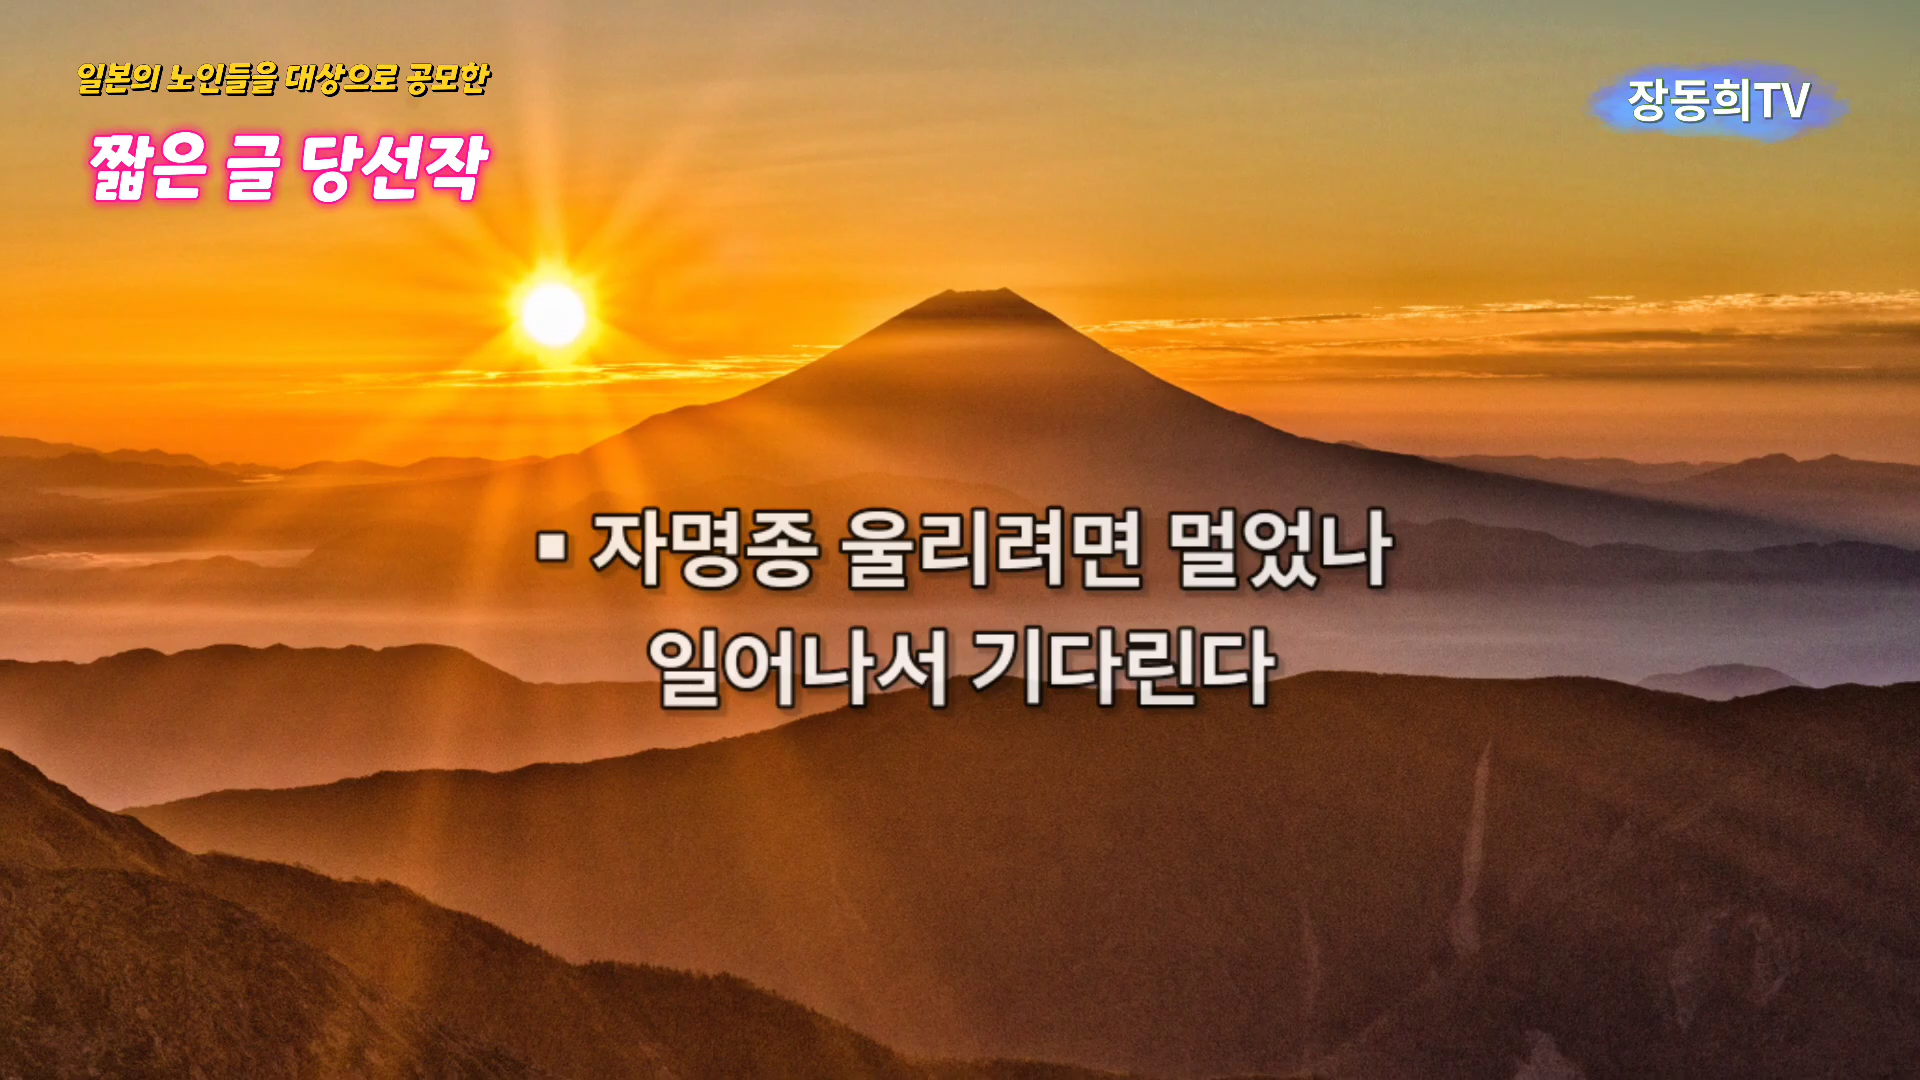 일본의 노인들을 대상으로 공모한
짧은 글 당선작
장동희TV
▪ 자명종 울리려면 멀었나
일어나서 기다린다